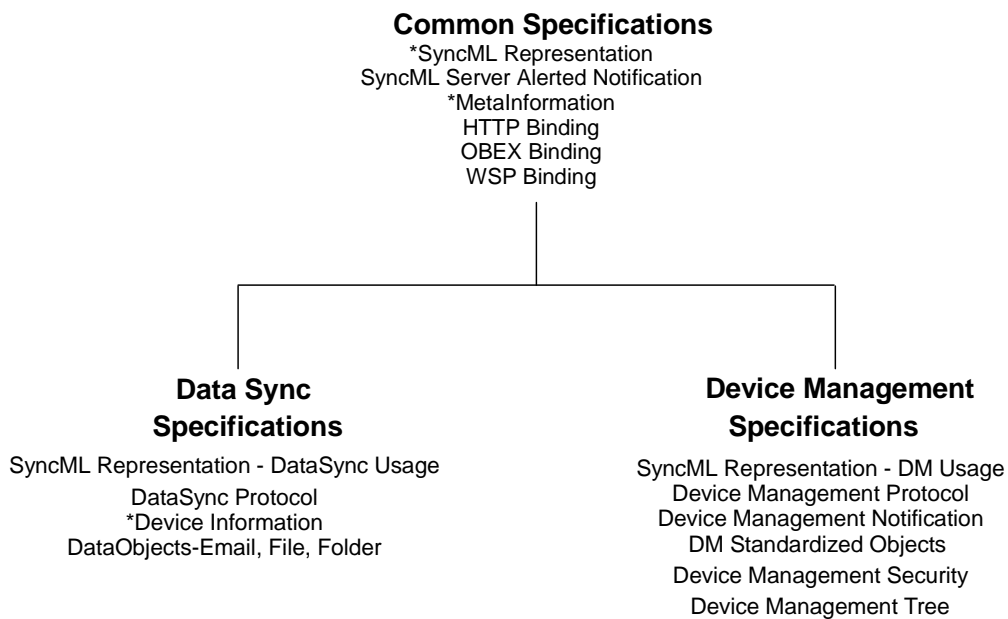 Common Specifications
*SyncML Representation
SyncML Server Alerted Notification
*MetaInformation
HTTP Binding
OBEX Binding
WSP Binding
Data Sync
Specifications
SyncML Representation - DataSync Usage
DataSync Protocol
*Device Information
DataObjects-Email, File, Folder
Device Management
Specifications
SyncML Representation - DM Usage
Device Management Protocol
Device Management Notification
DM Standardized Objects
Device Management Security
Device Management Tree